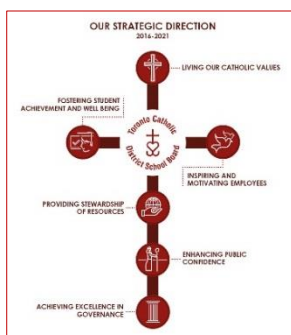 OUR STRATEGIC DIRECTION
2016-2021
LIVING OUR CATHOLIC VALUES
FOSTERING STUDENT
ACHIEVEMENT AND WELL BEING
Toronto Catholic
District School Board
INSPIRING AND
MOTIVATING EMPLOYEES
PROVIDING STEWARDSHIP
OF RESOURCES
ENHANCING PUBLIC
CONFIDENCE
ACHIEVING EXCELLENCE IN
GOVERNANCE